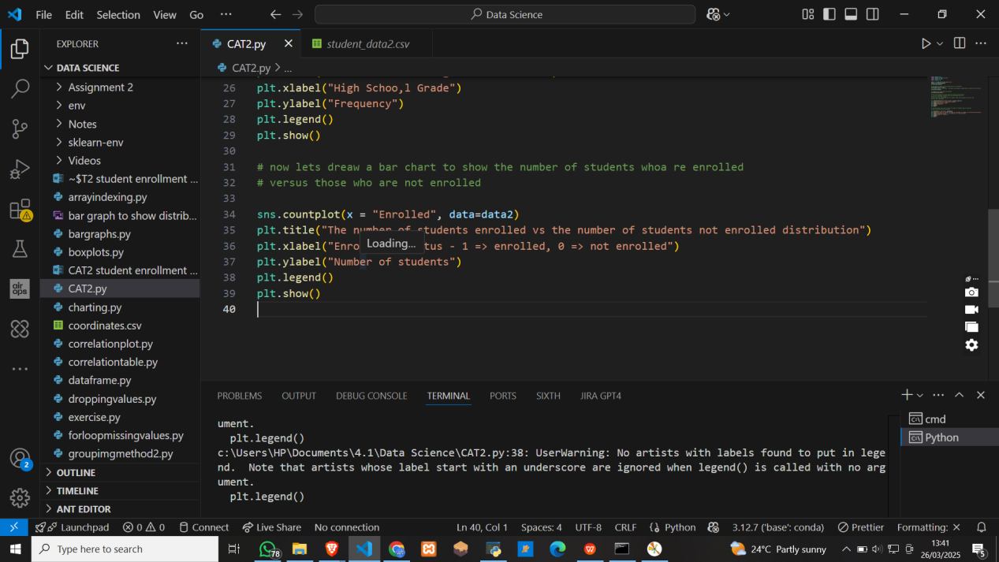 File Edit Selection View Go ... Data Science
EXPLORER
CAT2.py
student_data2.csv
DATA SCIENCE
CAT2.py > ...
Assignment 2
env
Notes
sklearn-env
Videos
~$T2 student enrollment ...
arrayindexing.py
bar graph to show distrib...
bargraphs.py
boxplots.py
CAT2 student enrollment ...
air ops
CAT2.py
charting.py
coordinates.csv
correlationplot.py
correlationtable.py
dataframe.py
droppingvalues.py
exercise.py
forloopmissingvalues.py
groupimgmethod2.py
OUTLINE
TIMELINE
ANT EDITOR
2
26 plt.xlabel("High Schoo,l Grade")
27 plt.ylabel("Frequency")
28 plt.legend()
29 plt.show()
30
31 # now lets dreaw a bar chart to show the number of students whoa re enrolled
32 # versus those who are not enrolled
33
34 sns.countplot(x = "Enrolled", data=data2)
35 plt.title("The number of students enrolled vs the number of students not enrolled distribution")
Loading...
36 plt.xlabel("Enro tus - 1 => enrolled, 0 => not enrolled")
37 plt.ylabel("Number of students")
38 plt.legend()
39 plt.show()
40
PROBLEMS OUTPUT DEBUG CONSOLE TERMINAL PORTS SIXTH JIRA GPT4
ument.
plt.legend()
c:\Users\HP\Documents\4.1\Data Science\CAT2.py:38: UserWarning: No artists with labels found to put in lege
nd.  Note that artists whose label start with an underscore are ignored when legend() is called with no arg
ument.
plt.legend()
cmd
Python
Launchpad 0 0 Connect Live Share No connection Ln 40, Col 1 Spaces: 4 UTF-8 CRLF Python 3.12.7 ('base': conda) Prettier Formatting: ×
Type here to search
78
24°C Partly sunny
13:41
26/03/2025
5